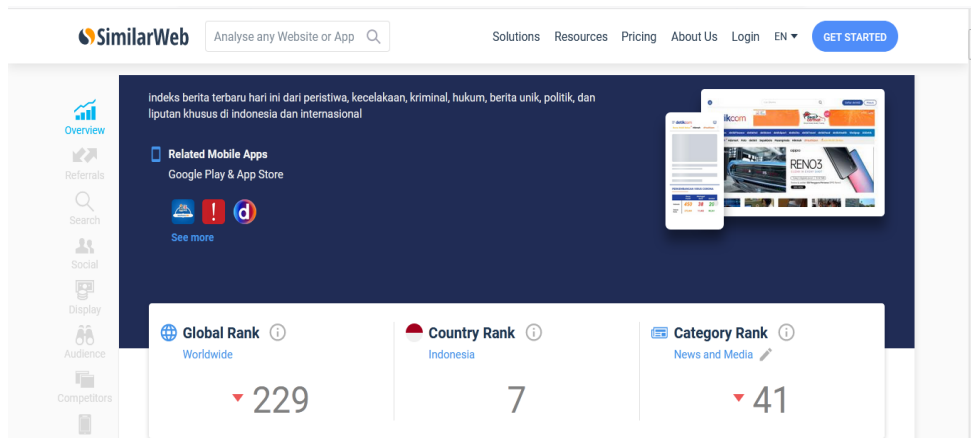 SimilarWeb
Analyse any Website or App
Solutions Resources Pricing About Us Login EN GET STARTED
Overview
Referrals
Search
Social
Display
Audience
Competitors
indeks berita terbaru hari ini dari peristiwa, kecelakaan, kriminal, hukum, berita unik, politik, dan
liputan khusus di indonesia dan internasional
Related Mobile Apps
Google Play & App Store
See more
RENO3
Global Rank
Worldwide
229
Country Rank
Indonesia
7
Category Rank
News and Media
41